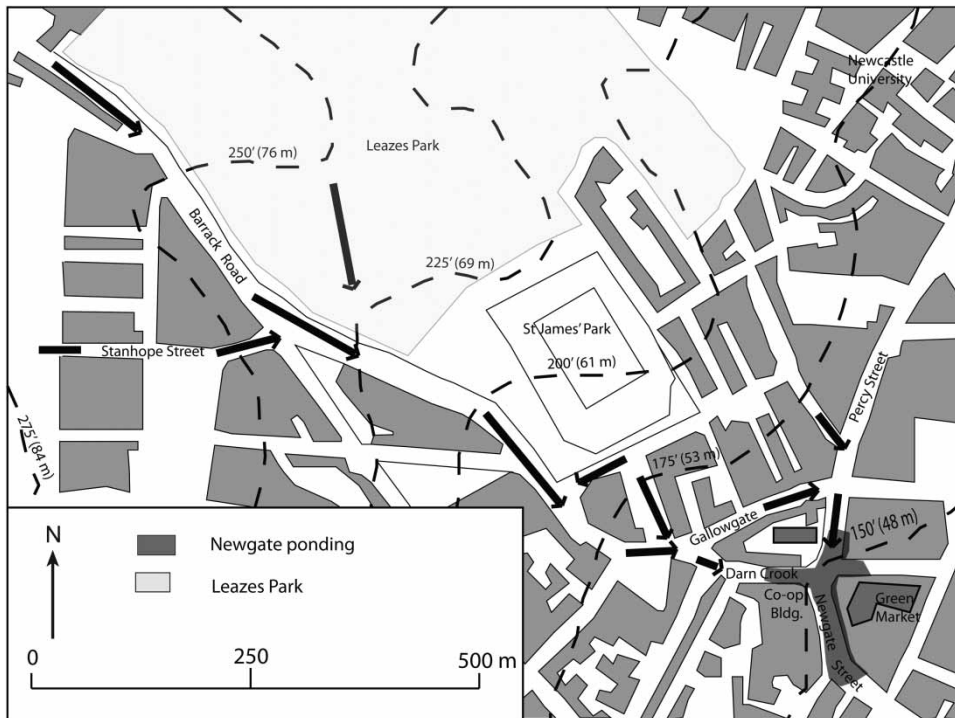 Newcastle
University
Leazes Park
250' (76 m)
Barrack Road
225' (69 m)
St James' Park
Stanhope Street
200' (61 m)
Percy Street
275' (84 m)
175' (53 m)
Gallowgate
150' (48 m)
Darn Crook
Co-op
Bldg.
Newgate Street
Green
Market
N
Newgate ponding
Leazes Park
0
250
500 m